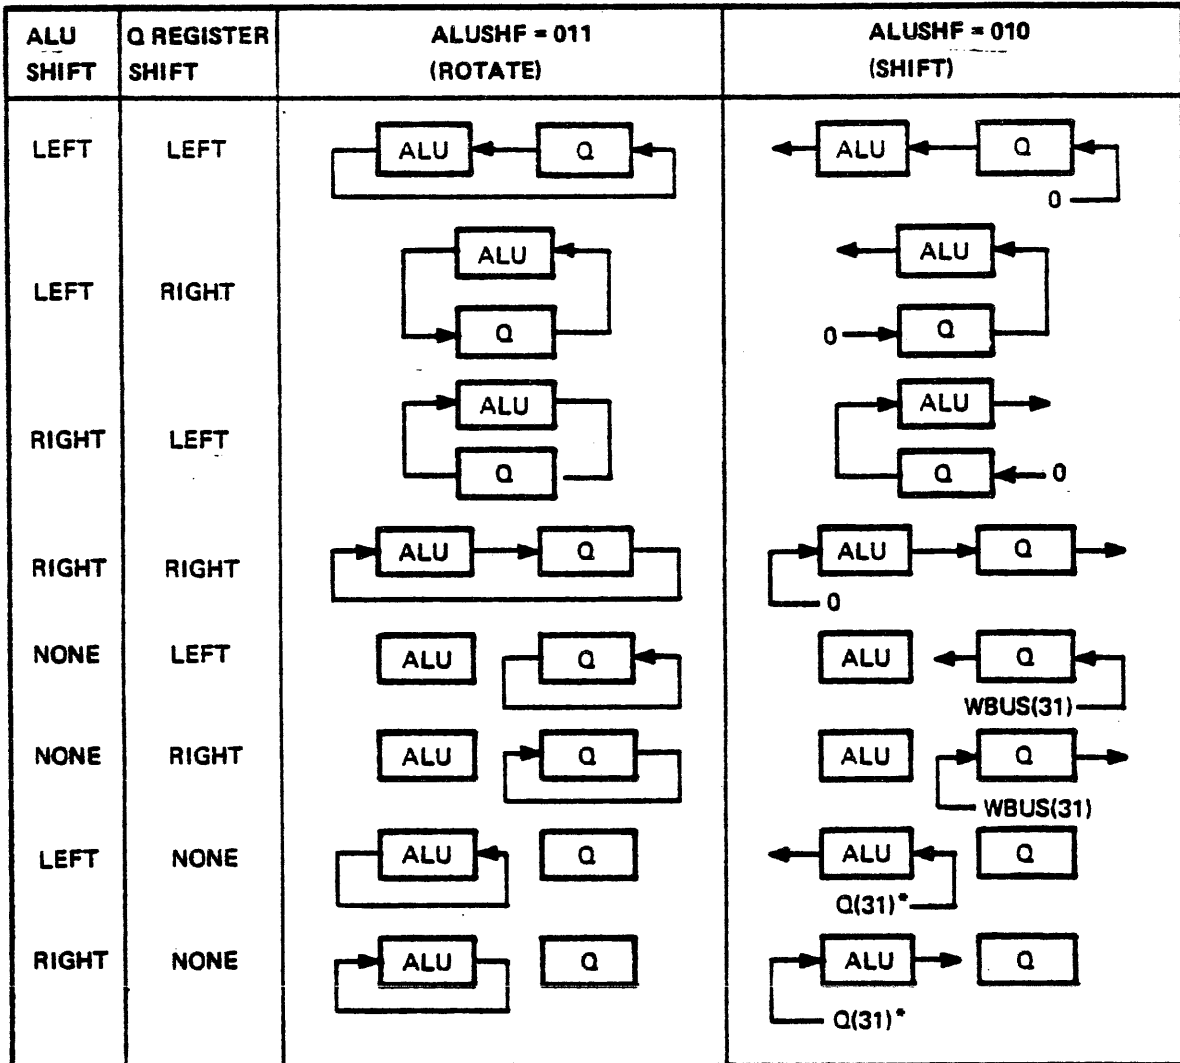 ALU SHIFT Q REGISTER SHIFT ALUSHF = 011 (ROTATE) ALUSHF = 010 (SHIFT)
LEFT LEFT ALU Q ALU Q 0
LEFT RIGHT ALU Q ALU 0 Q
RIGHT LEFT ALU Q ALU Q 0
RIGHT RIGHT ALU Q ALU Q 0
NONE LEFT ALU Q ALU Q WBUS(31)
NONE RIGHT ALU Q ALU Q WBUS(31)
LEFT NONE ALU Q ALU Q Q(31)*
RIGHT NONE ALU Q ALU Q Q(31)*